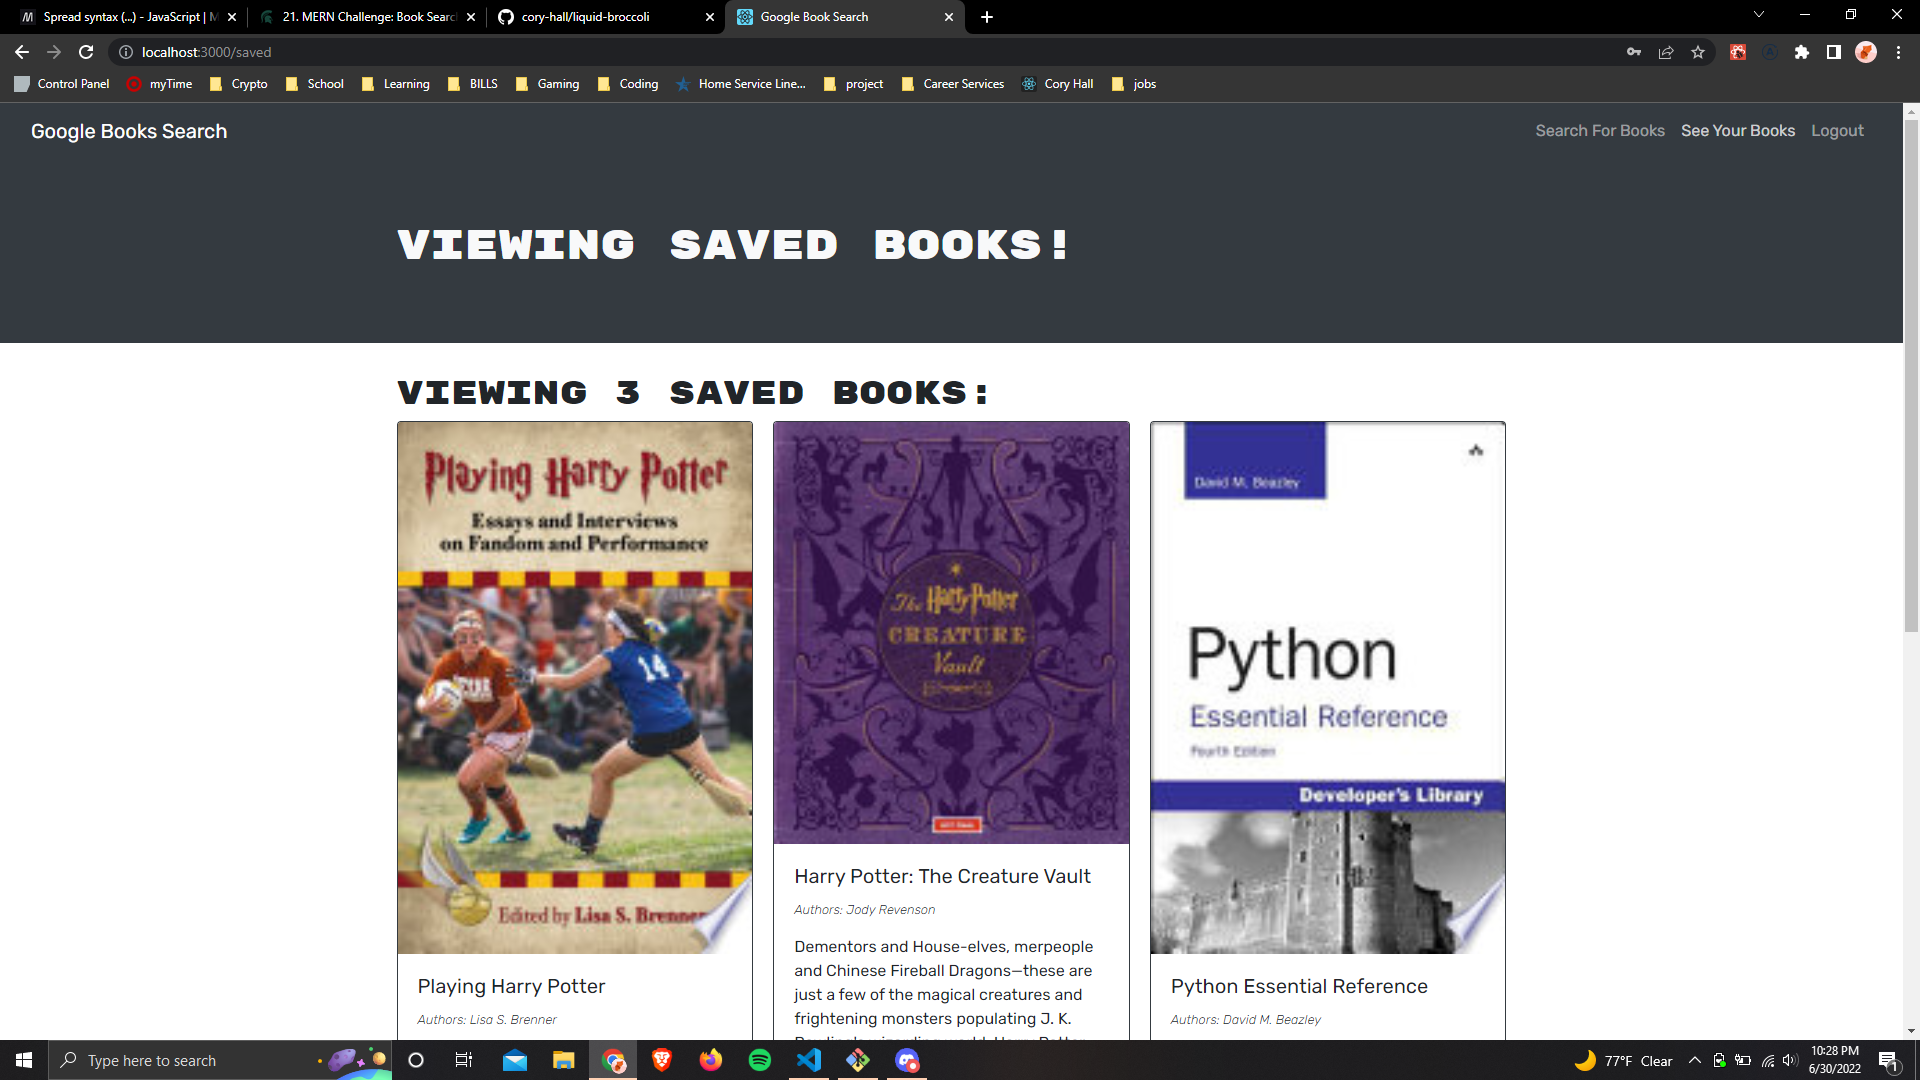 Spread syntax (...) - JavaScript | M
21. MERN Challenge: Book Searc
cory-hall/liquid-broccoli
Google Book Search
localhost:3000/saved
Control Panel
myTime
Crypto
School
Learning
BILLS
Gaming
Coding
Home Service Line...
project
Career Services
Cory Hall
jobs
Google Books Search
Search For Books
See Your Books
Logout
VIEWING SAVED BOOKS!
VIEWING 3 SAVED BOOKS:
Playing Harry Potter
Essays and Interviews
on Fandom and Performance
14
Edited by Lisa S. Brenner
Playing Harry Potter
Authors: Lisa S. Brenner
The Harry Potter
CREATURE
Vault
Harry Potter: The Creature Vault
Authors: Jody Revenson
Dementors and House-elves, merpeople
and Chinese Fireball Dragons—these are
just a few of the magical creatures and
frightening monsters populating J. K.
David M. Beazley
Python
Essential Reference
Fourth Edition
Developer's Library
Python Essential Reference
Authors: David M. Beazley
Type here to search
77°F Clear
10:28 PM
6/30/2022
1